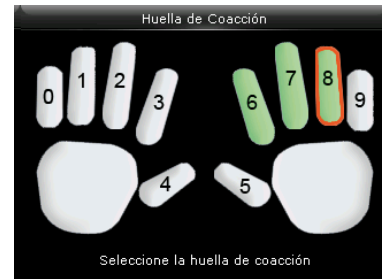 Huella de Coacción
0 1 2 3 6 7 8 9
4 5
Seleccione la huella de coacción